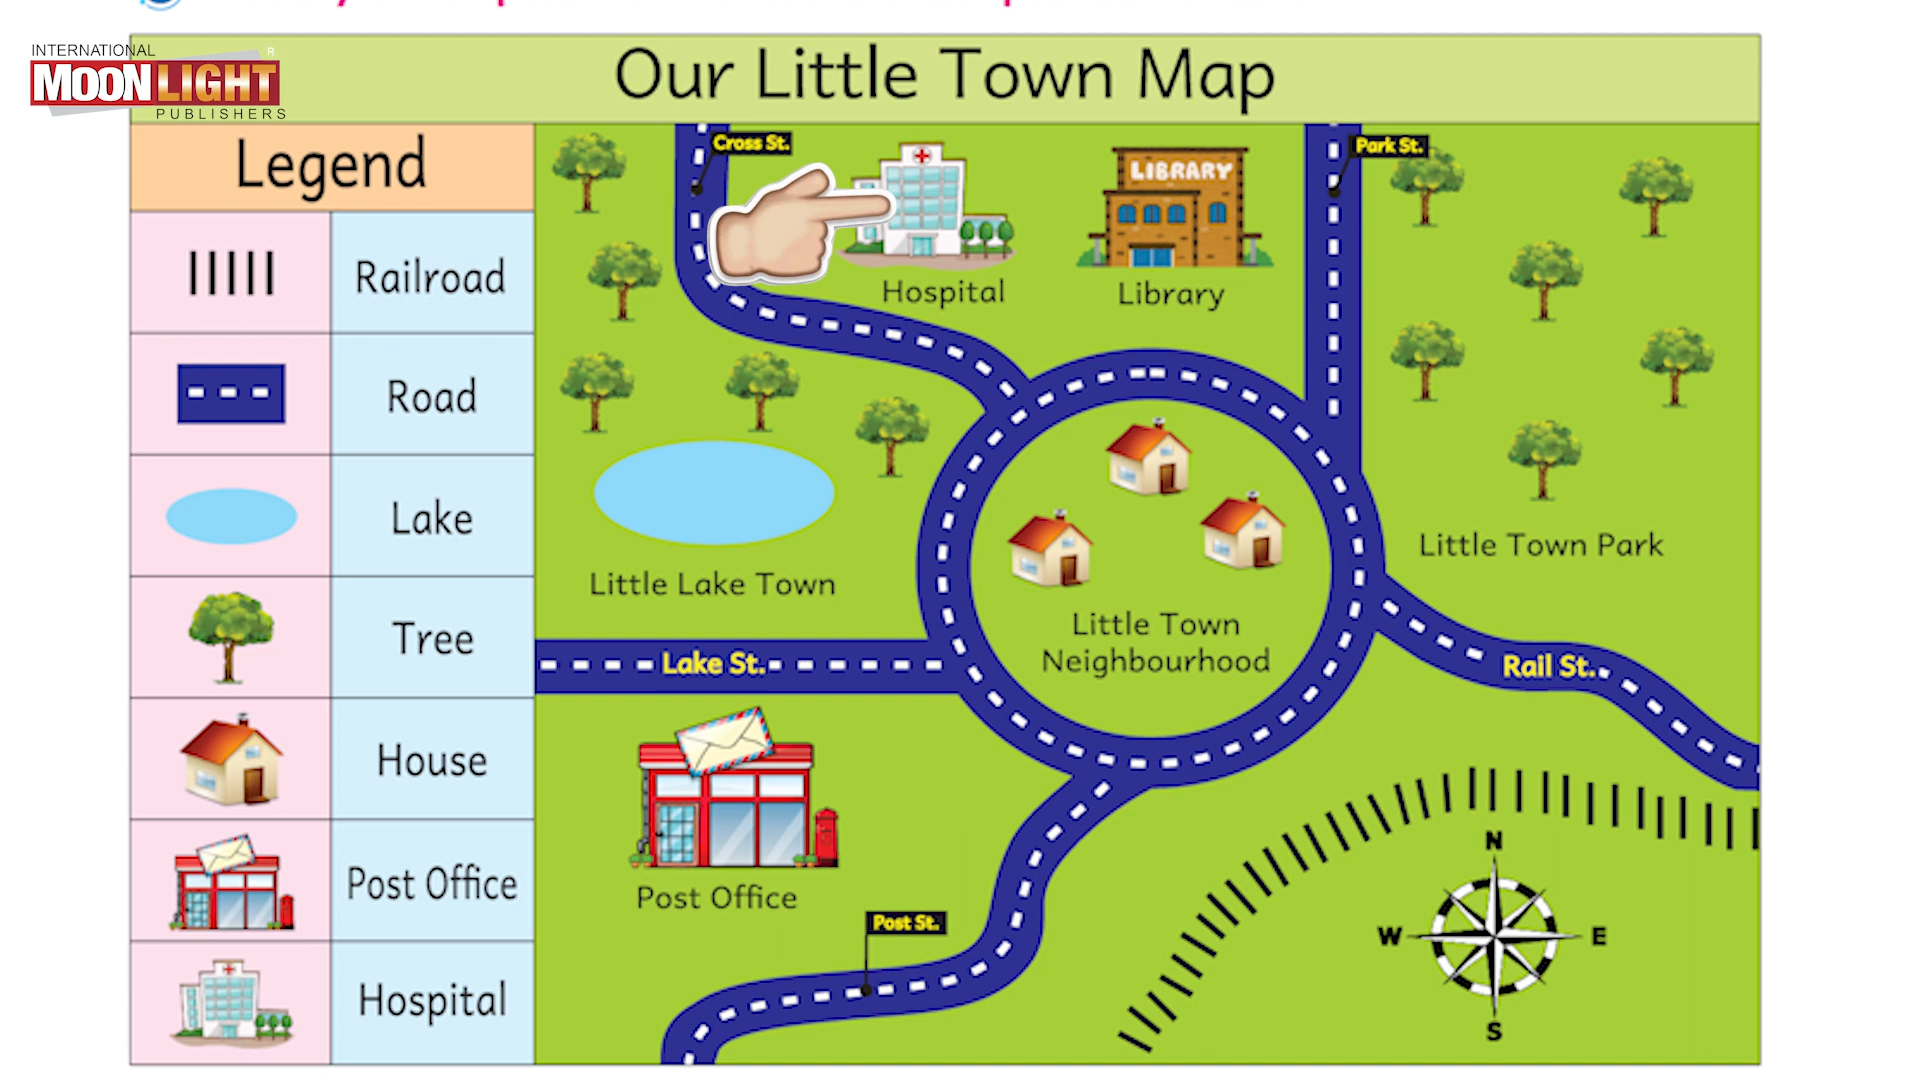 INTERNATIONAL
R
MOONLIGHT
PUBLISHERS
Our Little Town Map
Legend
Railroad
Road
Lake
Tree
House
Post Office
Hospital
Cross St.
Hospital
LIBRARY
Library
Park St.
Little Lake Town
Little Town Park
Little Town
Neighbourhood
Lake St.
Rail St.
Post Office
Post St.
N
W
E
S